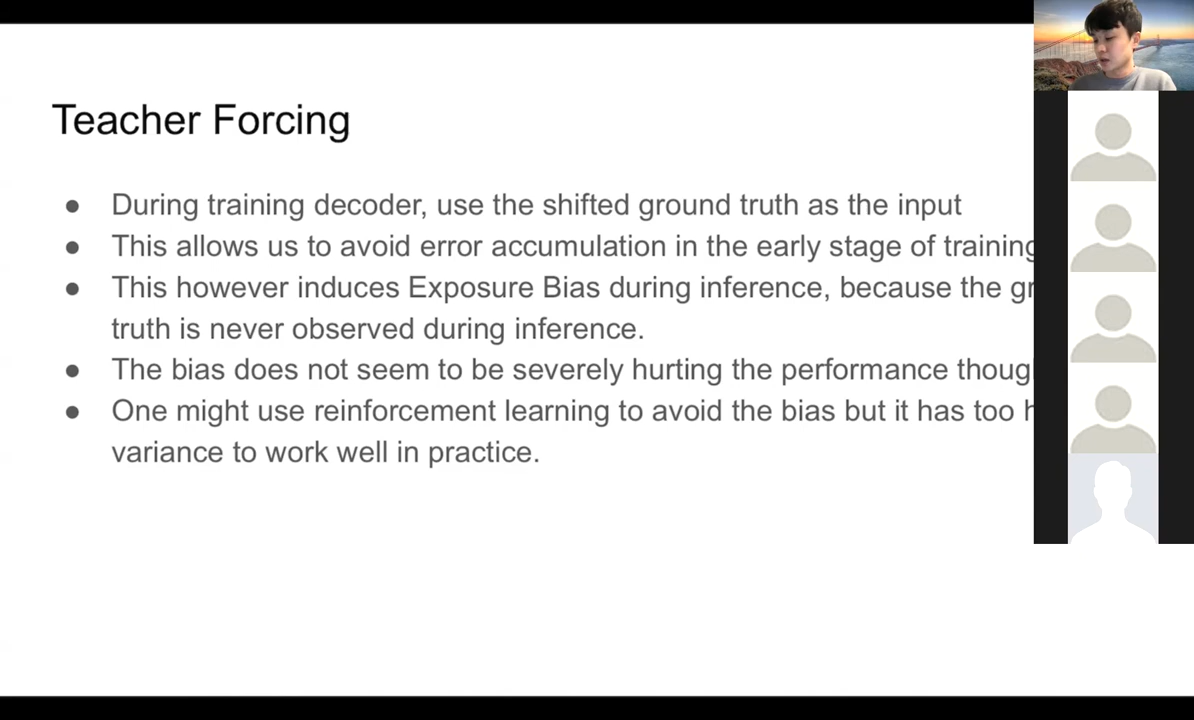 Teacher Forcing
● During training decoder, use the shifted ground truth as the input
● This allows us to avoid error accumulation in the early stage of training
● This however induces Exposure Bias during inference, because the
truth is never observed during inference.
● The bias does not seem to be severely hurting the performance
● One might use reinforcement learning to avoid the bias but it has too
variance to work well in practice.